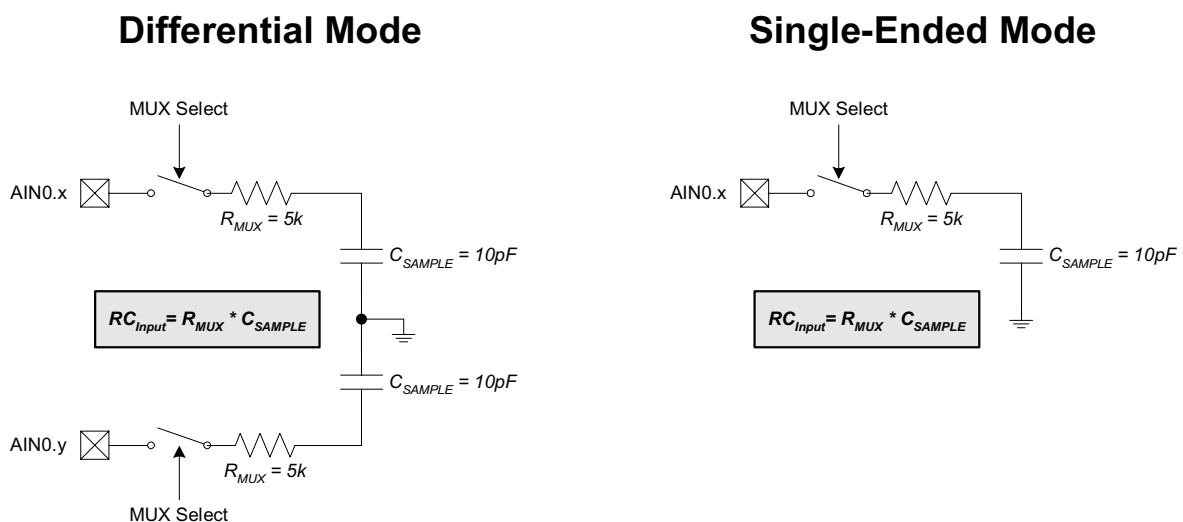 Differential Mode
MUX Select
AIN0.x
R_MUX = 5k
C_SAMPLE = 10pF
RC_Input= R_MUX * C_SAMPLE
C_SAMPLE = 10pF
AIN0.y
R_MUX = 5k
MUX Select
Single-Ended Mode
MUX Select
AIN0.x
R_MUX = 5k
C_SAMPLE = 10pF
RC_Input= R_MUX * C_SAMPLE